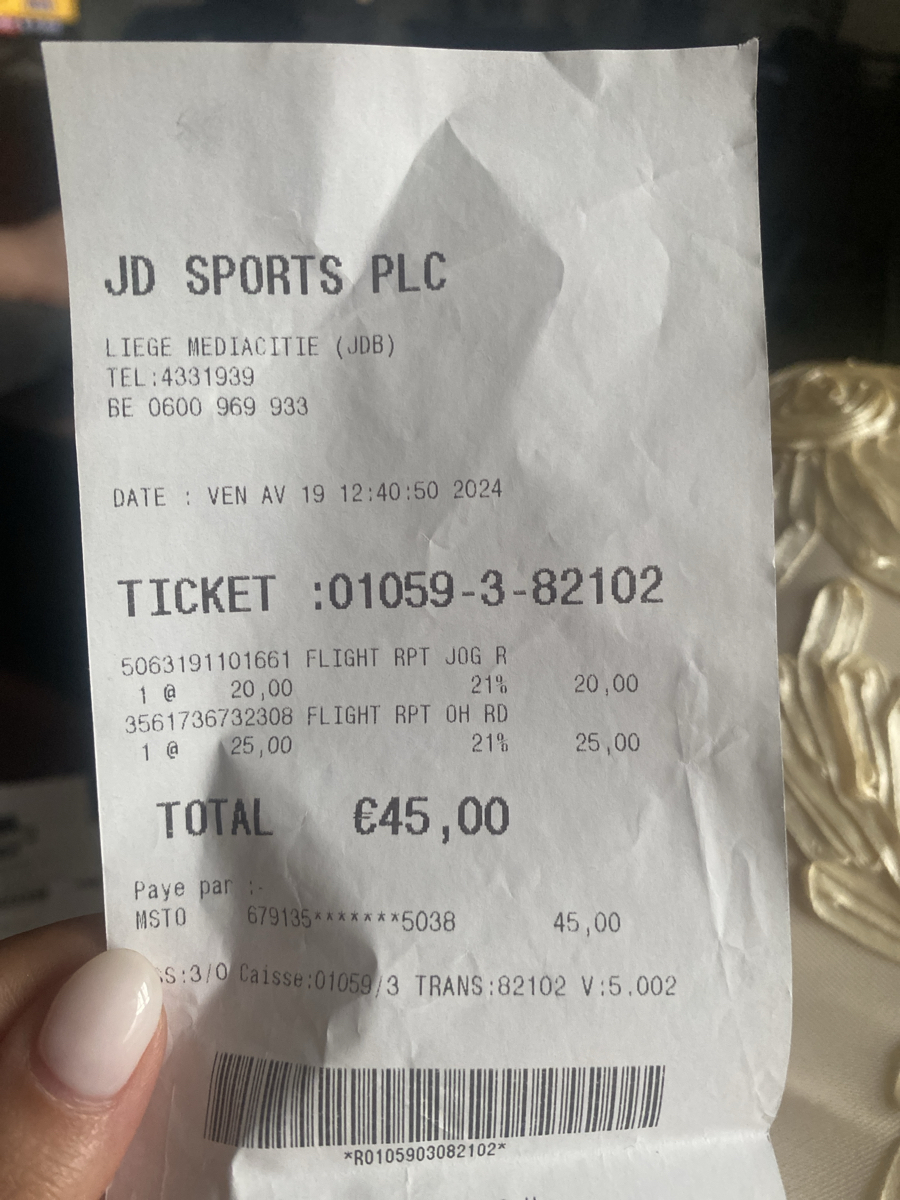 JD SPORTS PLC
LIEGE MEDIACITIE (JDB)
TEL:4331939
BE 0600 969 933
DATE : VEN AV 19 12:40:50 2024
TICKET :01059-3-82102
5063191101661 FLIGHT RPT JOG R
1 @ 20,00 21% 20,00
3561736732308 FLIGHT RPT OH RD
1 @ 25,00 21% 25,00
TOTAL €45,00
Paye par :-
MSTO 679135*******5038 45,00
S:3/0 Caisse:01059/3 TRANS:82102 V:5.002
*R0105903082102*